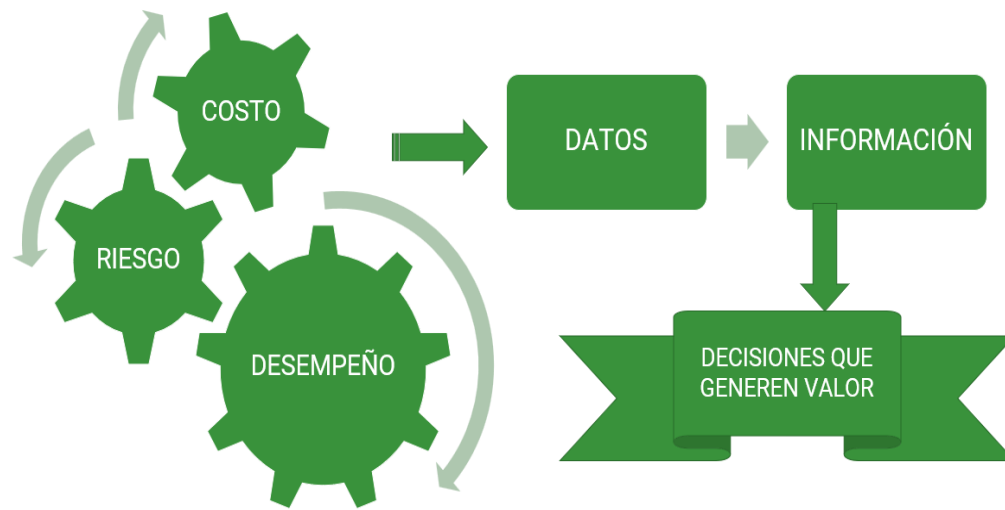 COSTO
RIESGO
DESEMPEÑO
DATOS
INFORMACIÓN
DECISIONES QUE
GENEREN VALOR